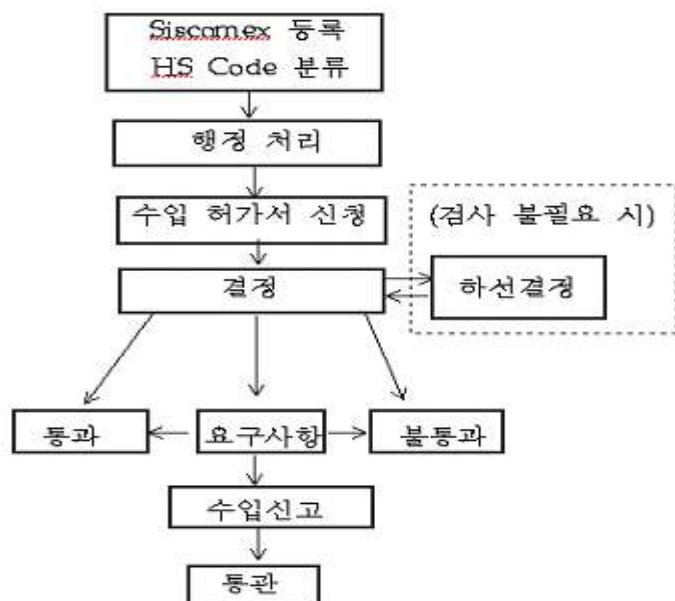 Siscomex 등록
HS Code 분류
행정 처리
수입 허가서 신청
(검사 불필요 시)
결정
하선결정
통과
요구사항
불통과
수입신고
통관